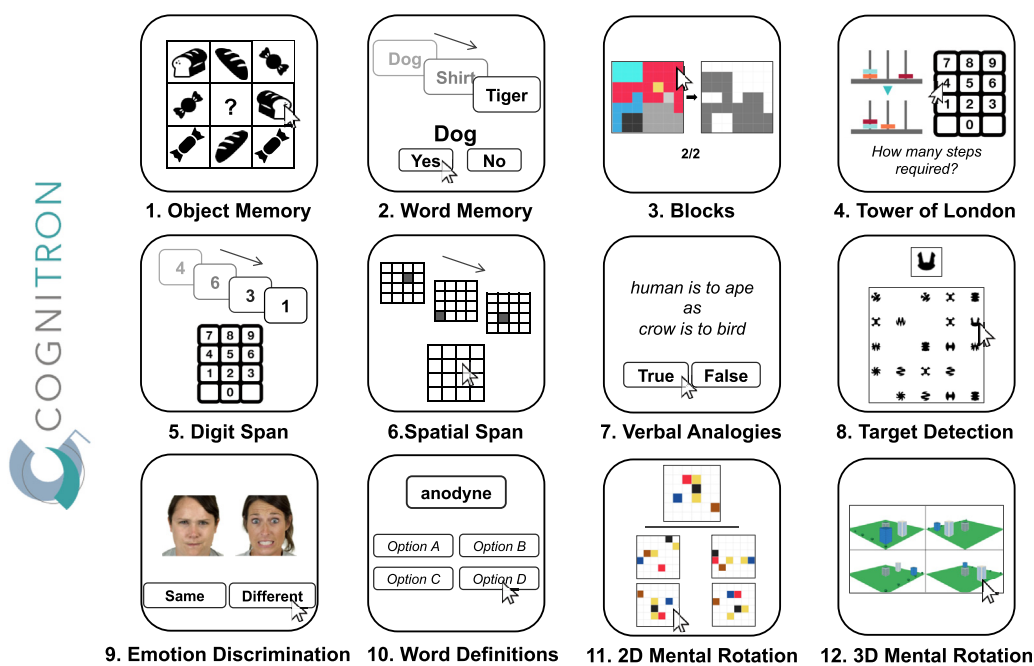 COGNITRON
?
1. Object Memory
Dog
Shirt
Tiger
Dog
Yes No
2. Word Memory
2/2
3. Blocks
7 8 9
4 5 6
1 2 3
0
How many steps
required?
4. Tower of London
4
6
3
1
7 8 9
4 5 6
1 2 3
0
5. Digit Span
6.Spatial Span
human is to ape
as
crow is to bird
True False
7. Verbal Analogies
8. Target Detection
Same Different
9. Emotion Discrimination
anodyne
Option A Option B
Option C Option D
10. Word Definitions
11. 2D Mental Rotation
12. 3D Mental Rotation